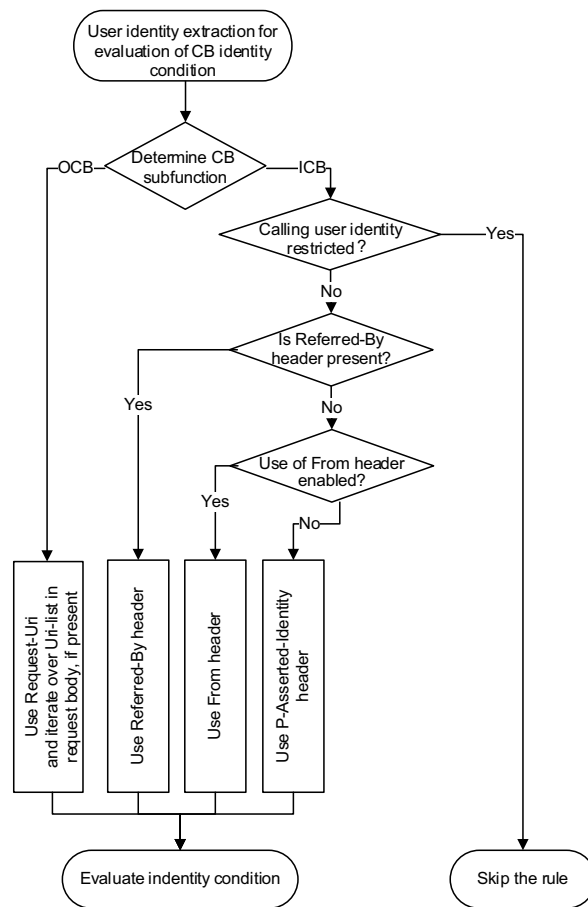 User identity extraction for
evaluation of CB identity
condition
Determine CB
subfunction
OCB
ICB
Calling user identity
restricted?
Yes
No
Is Referred-By
header present?
Yes
No
Use of From header
enabled?
Yes
No
Use Request-Uri
and iterate over Uri-list in
request body, if present
Use Referred-By header
Use From header
Use P-Asserted-Identity
header
Evaluate indentity condition
Skip the rule